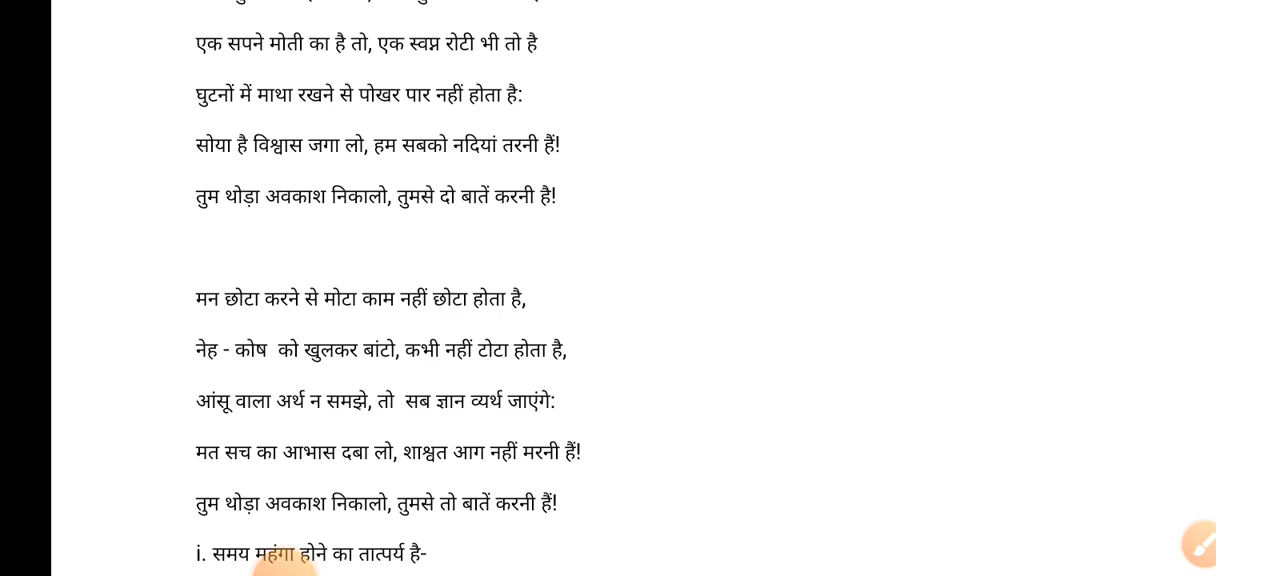 एक सपने मोती का है तो, एक स्वप्न रोटी भी तो है
घुटनों में माथा रखने से पोखर पार नहीं होता है:
सोया है विश्वास जगा लो, हम सबको नदियां तरनी हैं!
तुम थोड़ा अवकाश निकालो, तुमसे दो बातें करनी है!
मन छोटा करने से मोटा काम नहीं छोटा होता है,
नेह - कोष  को खुलकर बांटो, कभी नहीं टोटा होता है,
आंसू वाला अर्थ न समझे, तो  सब ज्ञान व्यर्थ जाएंगे:
मत सच का आभास दबा लो, शाश्वत आग नहीं मरनी हैं!
तुम थोड़ा अवकाश निकालो, तुमसे तो बातें करनी हैं!
i. समय महंगा होने का तात्पर्य है-